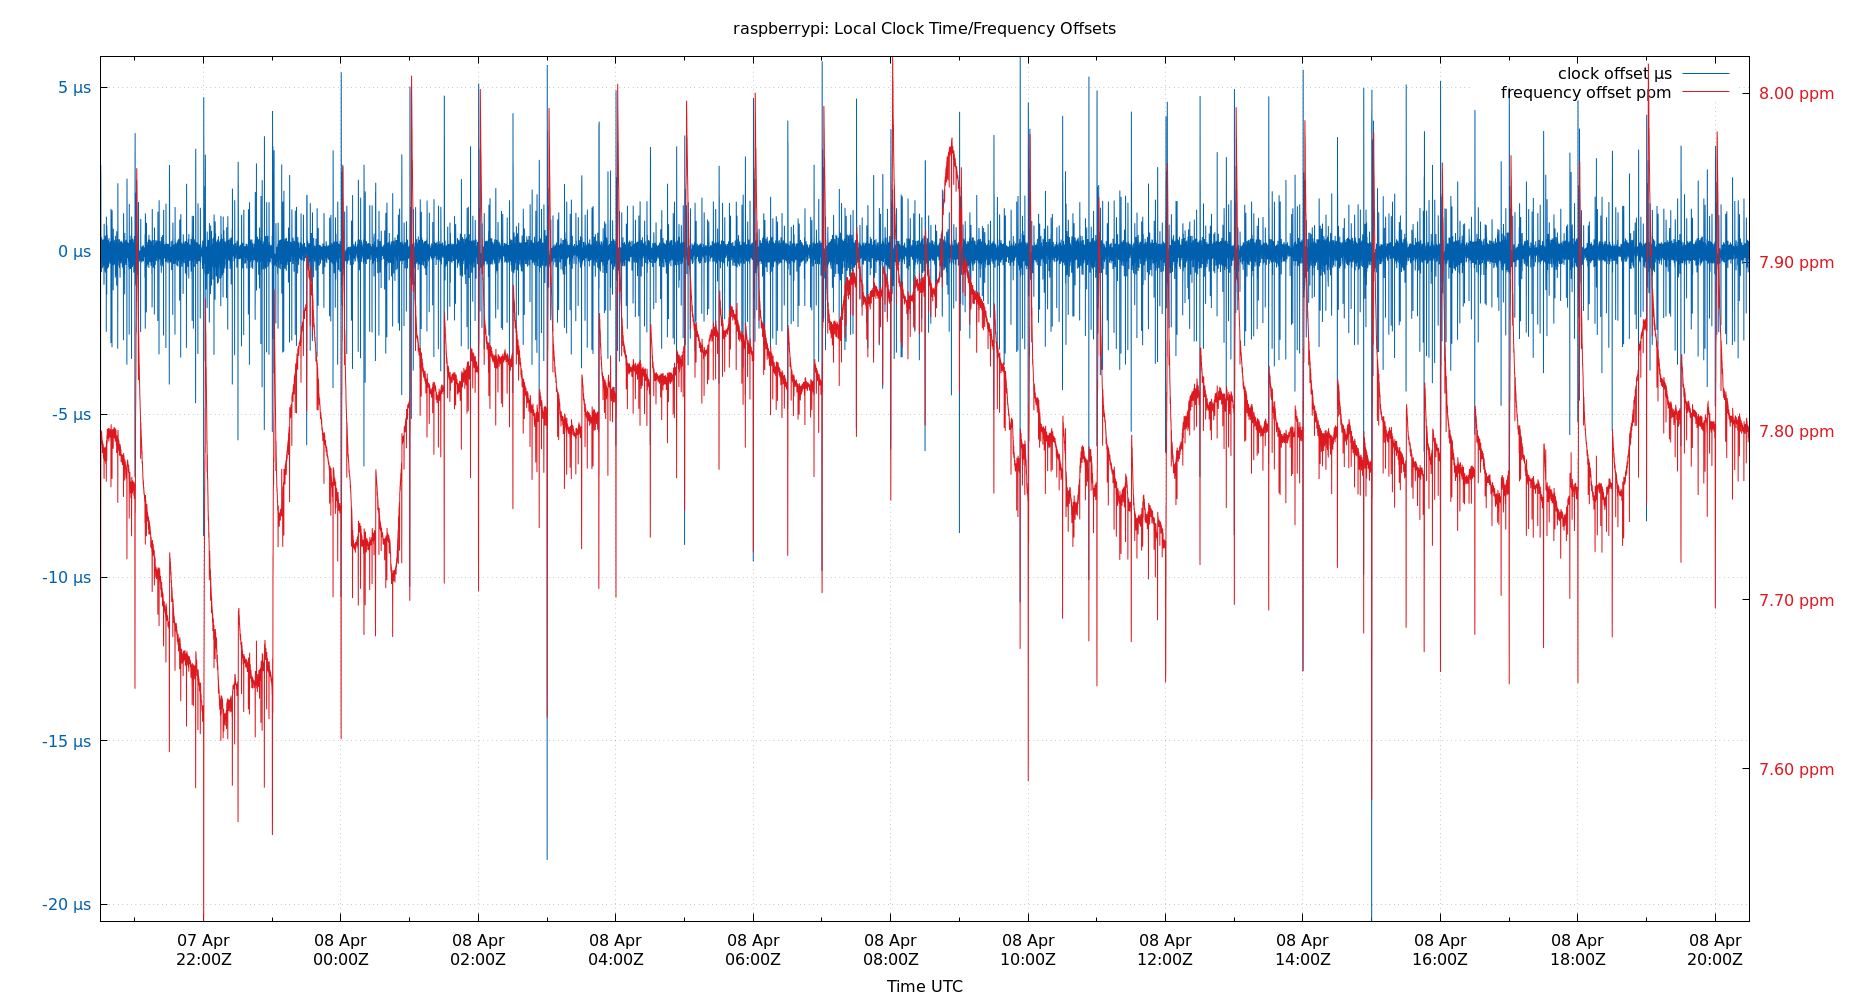 raspberrypi: Local Clock Time/Frequency Offsets
clock offset µs
frequency offset ppm
5 µs
0 µs
-5 µs
-10 µs
-15 µs
-20 µs
8.00 ppm
7.90 ppm
7.80 ppm
7.70 ppm
7.60 ppm
07 Apr 08 Apr 08 Apr 08 Apr 08 Apr 08 Apr 08 Apr 08 Apr 08 Apr 08 Apr 08 Apr 08 Apr
22:00Z 00:00Z 02:00Z 04:00Z 06:00Z 08:00Z 10:00Z 12:00Z 14:00Z 16:00Z 18:00Z 20:00Z
Time UTC